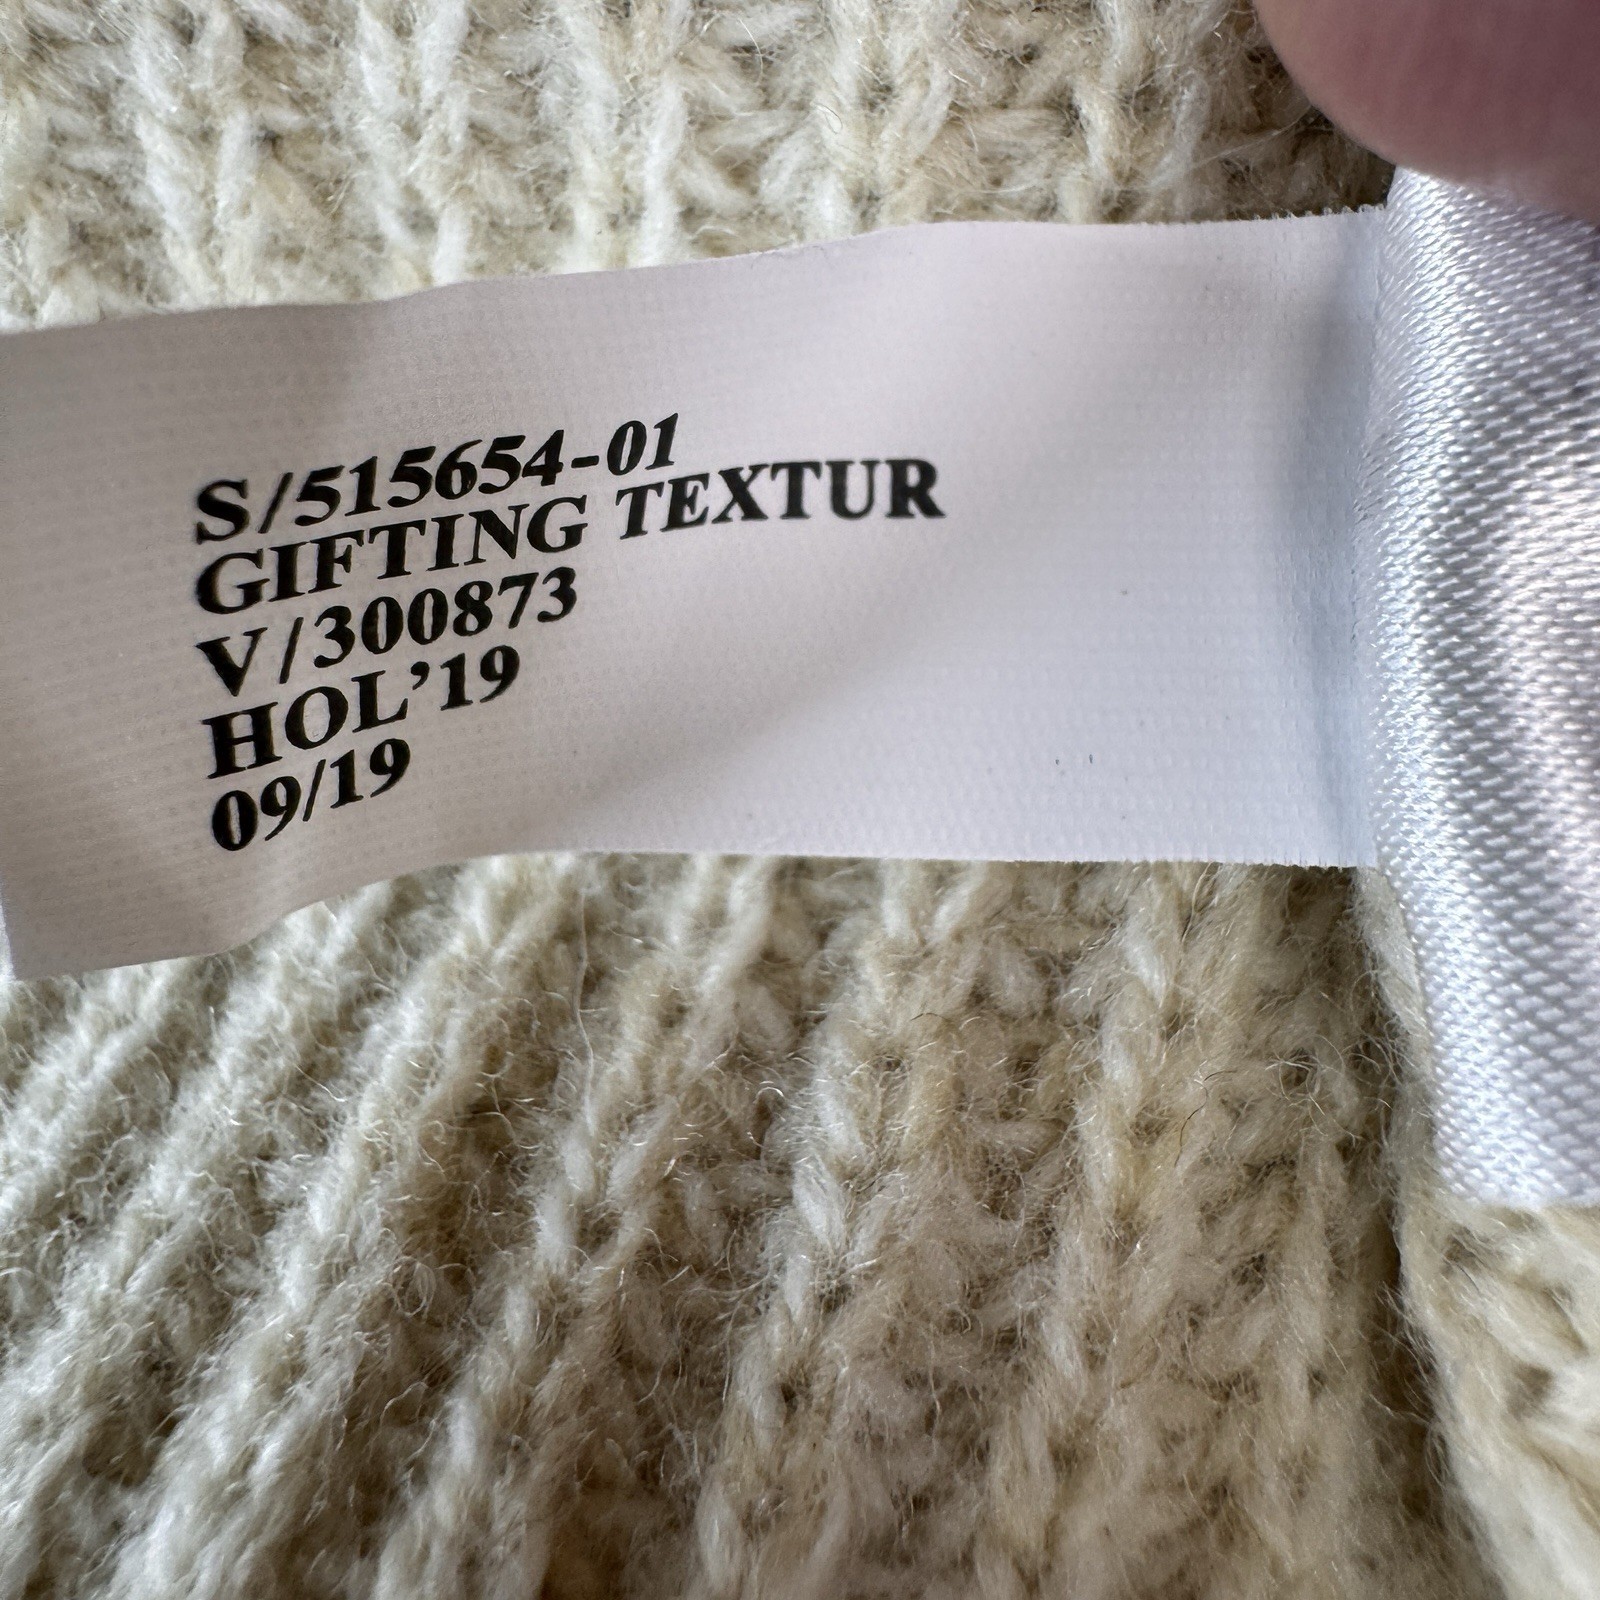 S/515654-01
GIFTING TEXTUR
V/300873
HOL'19
09/19